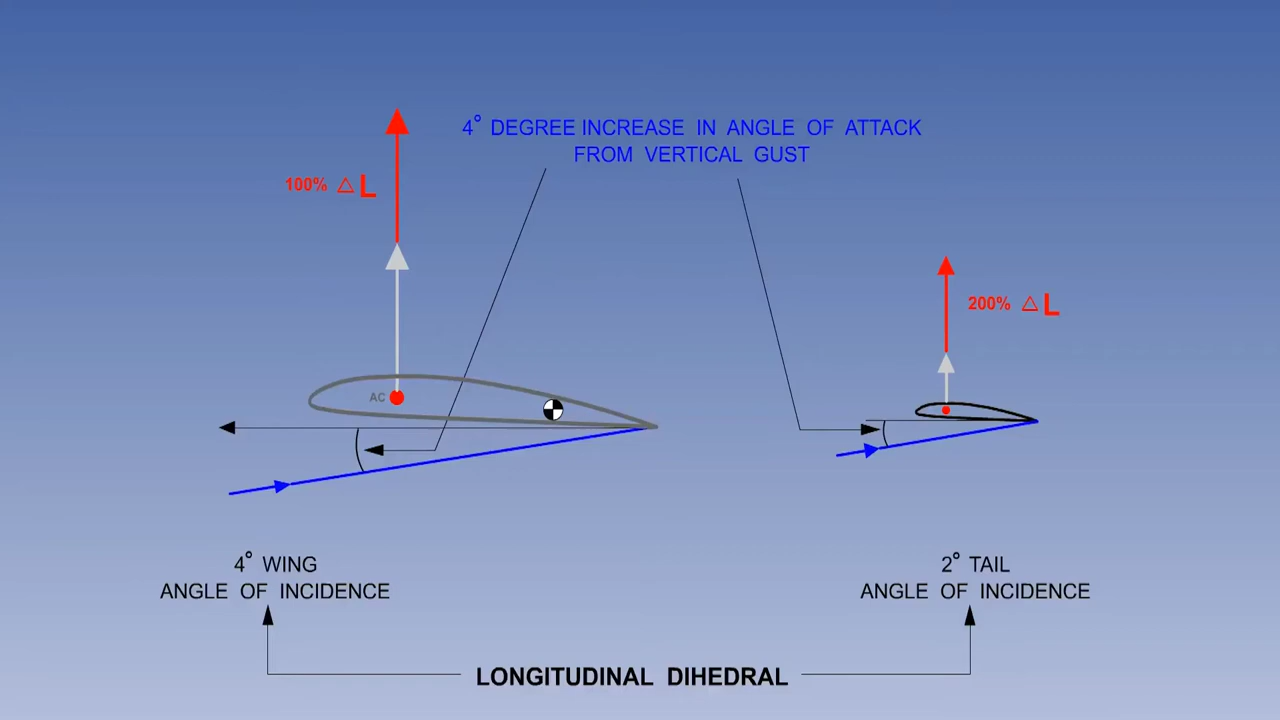 4° DEGREE INCREASE IN ANGLE OF ATTACK
FROM VERTICAL GUST
100% △ L
200% △ L
AC
4° WING
ANGLE OF INCIDENCE
2° TAIL
ANGLE OF INCIDENCE
LONGITUDINAL DIHEDRAL